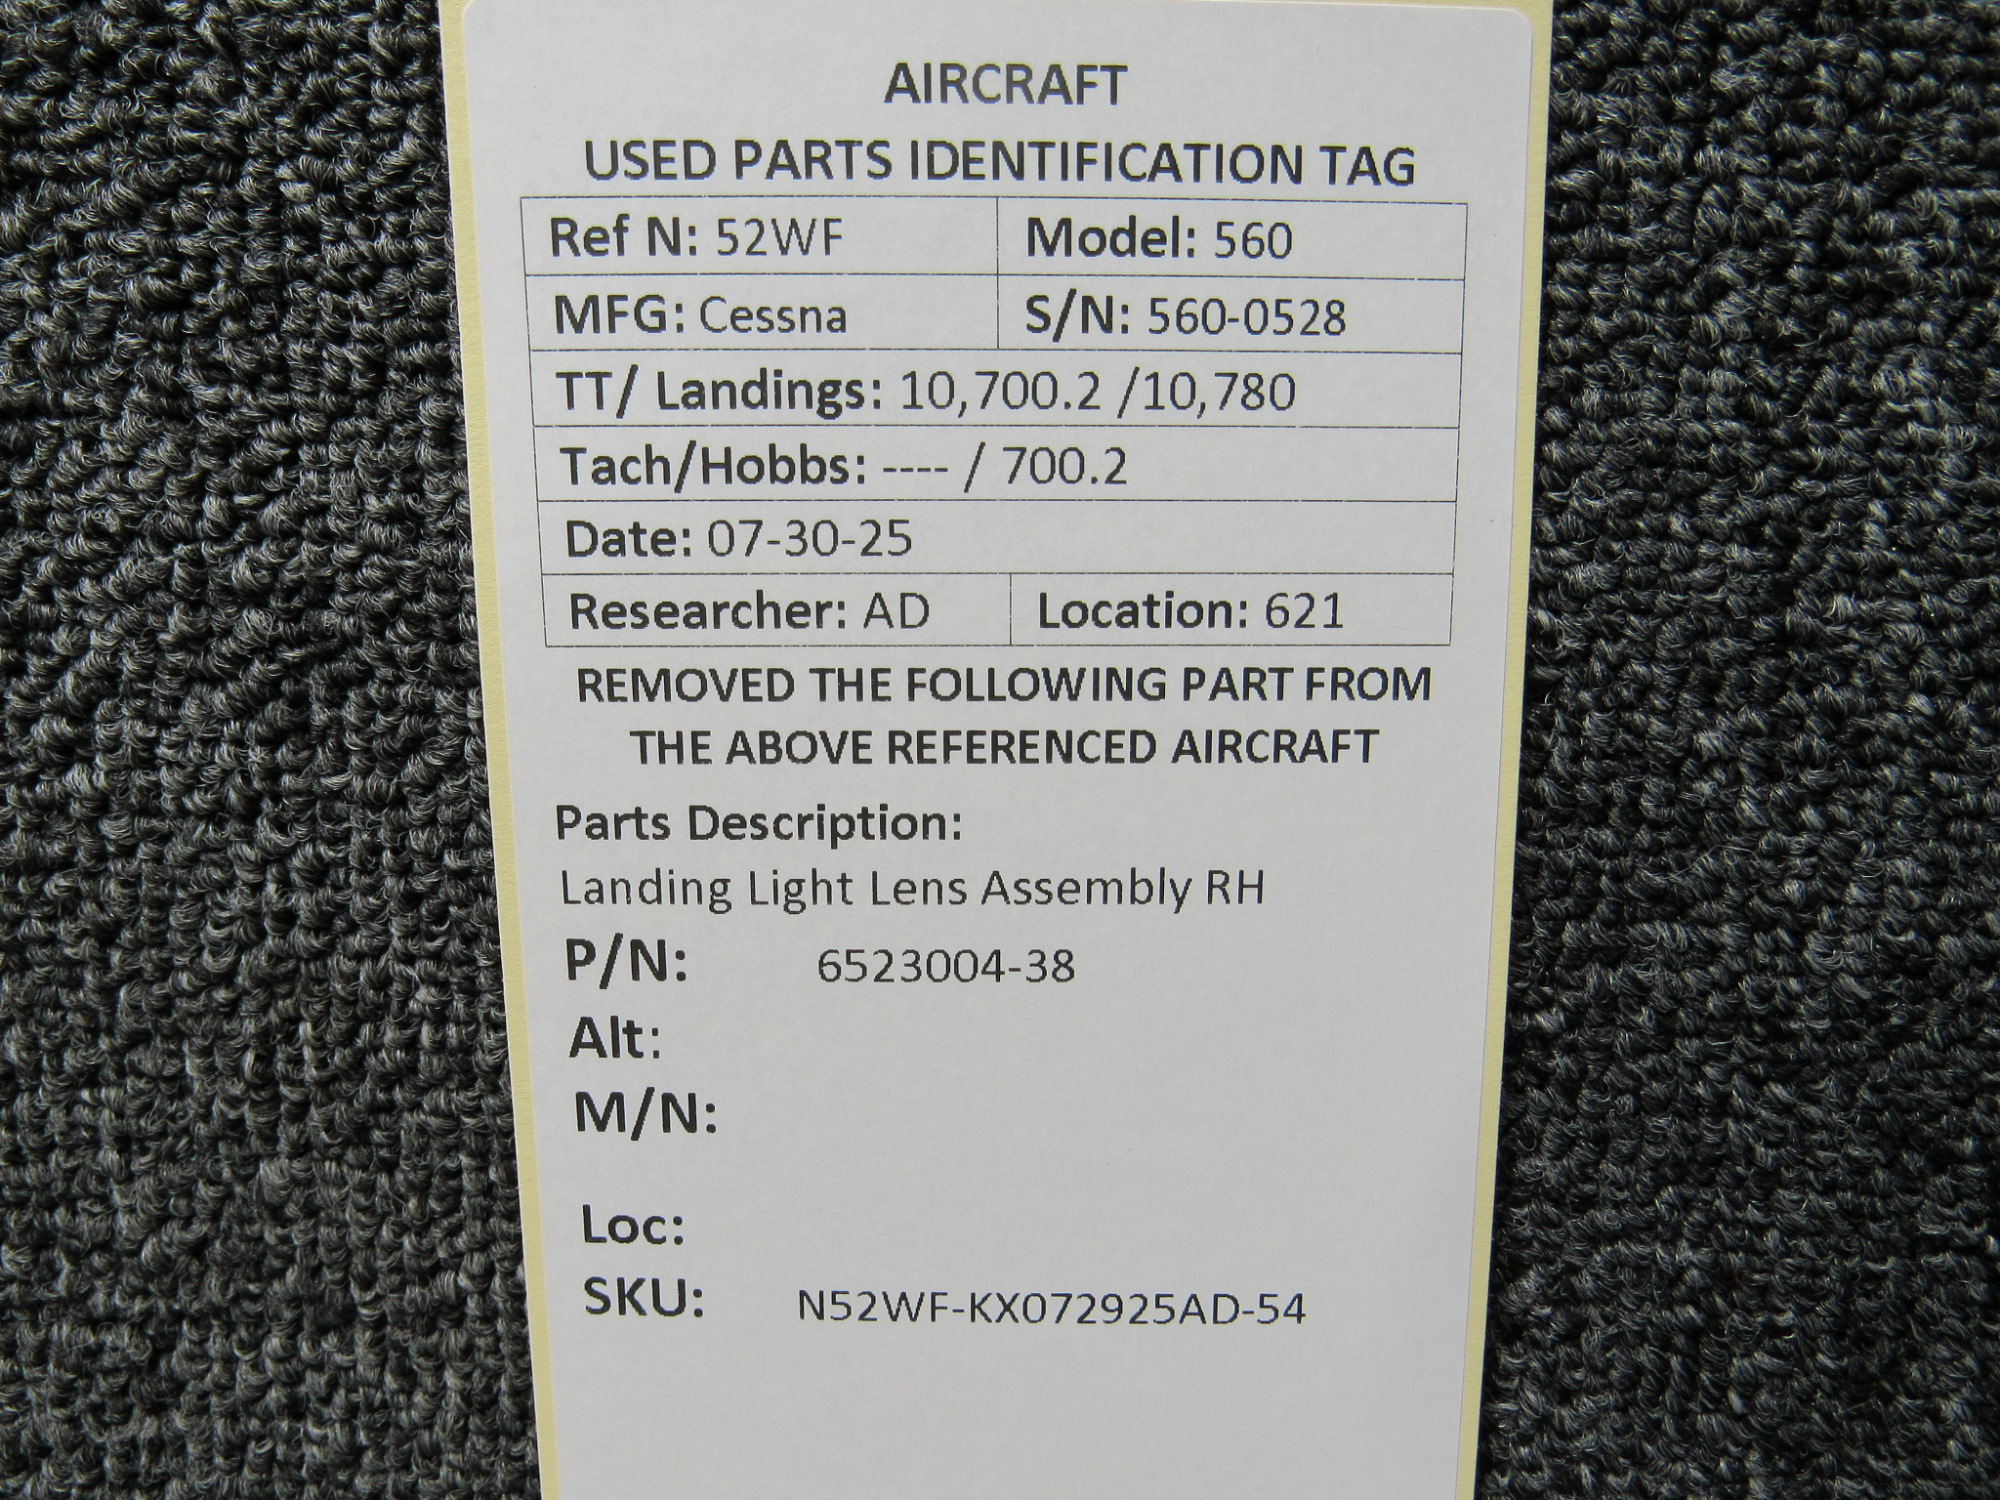 AIRCRAFT
USED PARTS IDENTIFICATION TAG
Ref N: 52WF Model: 560
MFG: Cessna S/N: 560-0528
TT/ Landings: 10,700.2 /10,780
Tach/Hobbs: ---- / 700.2
Date: 07-30-25
Researcher: AD Location: 621
REMOVED THE FOLLOWING PART FROM
THE ABOVE REFERENCED AIRCRAFT
Parts Description:
Landing Light Lens Assembly RH
P/N: 6523004-38
Alt:
M/N:
Loc:
SKU: N52WF-KX072925AD-54